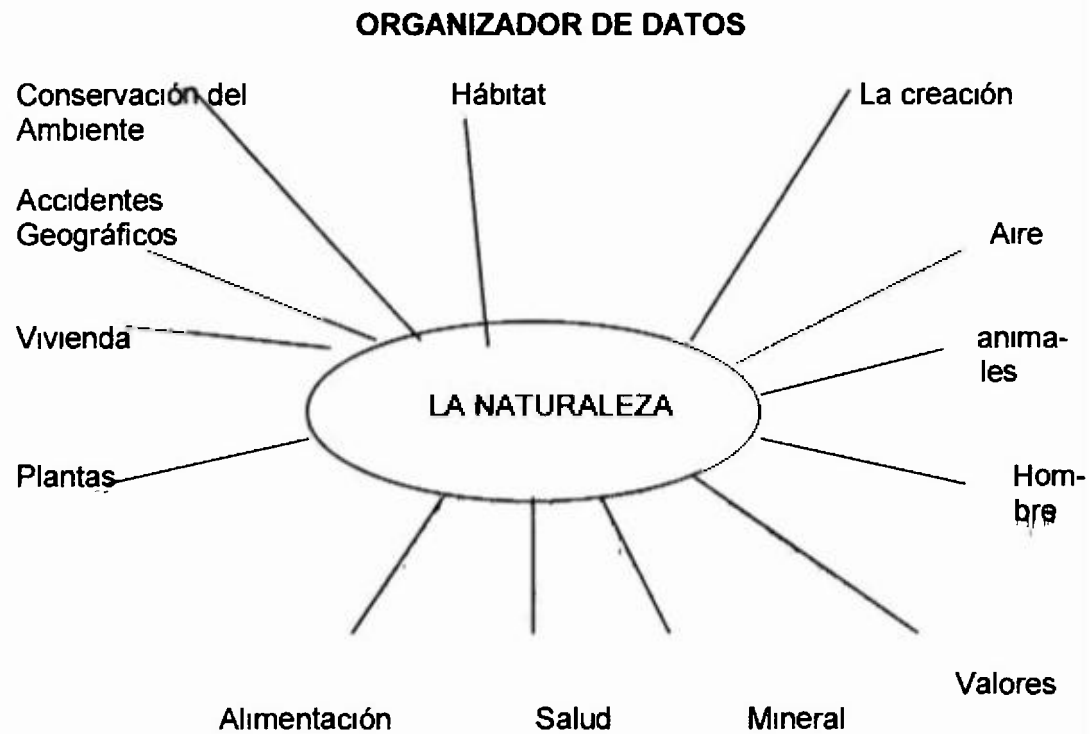 ORGANIZADOR DE DATOS
Conservación del
Ambiente
Hábitat
La creación
Accidentes
Geográficos
Aire
Vivienda
anima-
les
LA NATURALEZA
Plantas
Hom-
bre
Valores
Alimentación
Salud
Mineral